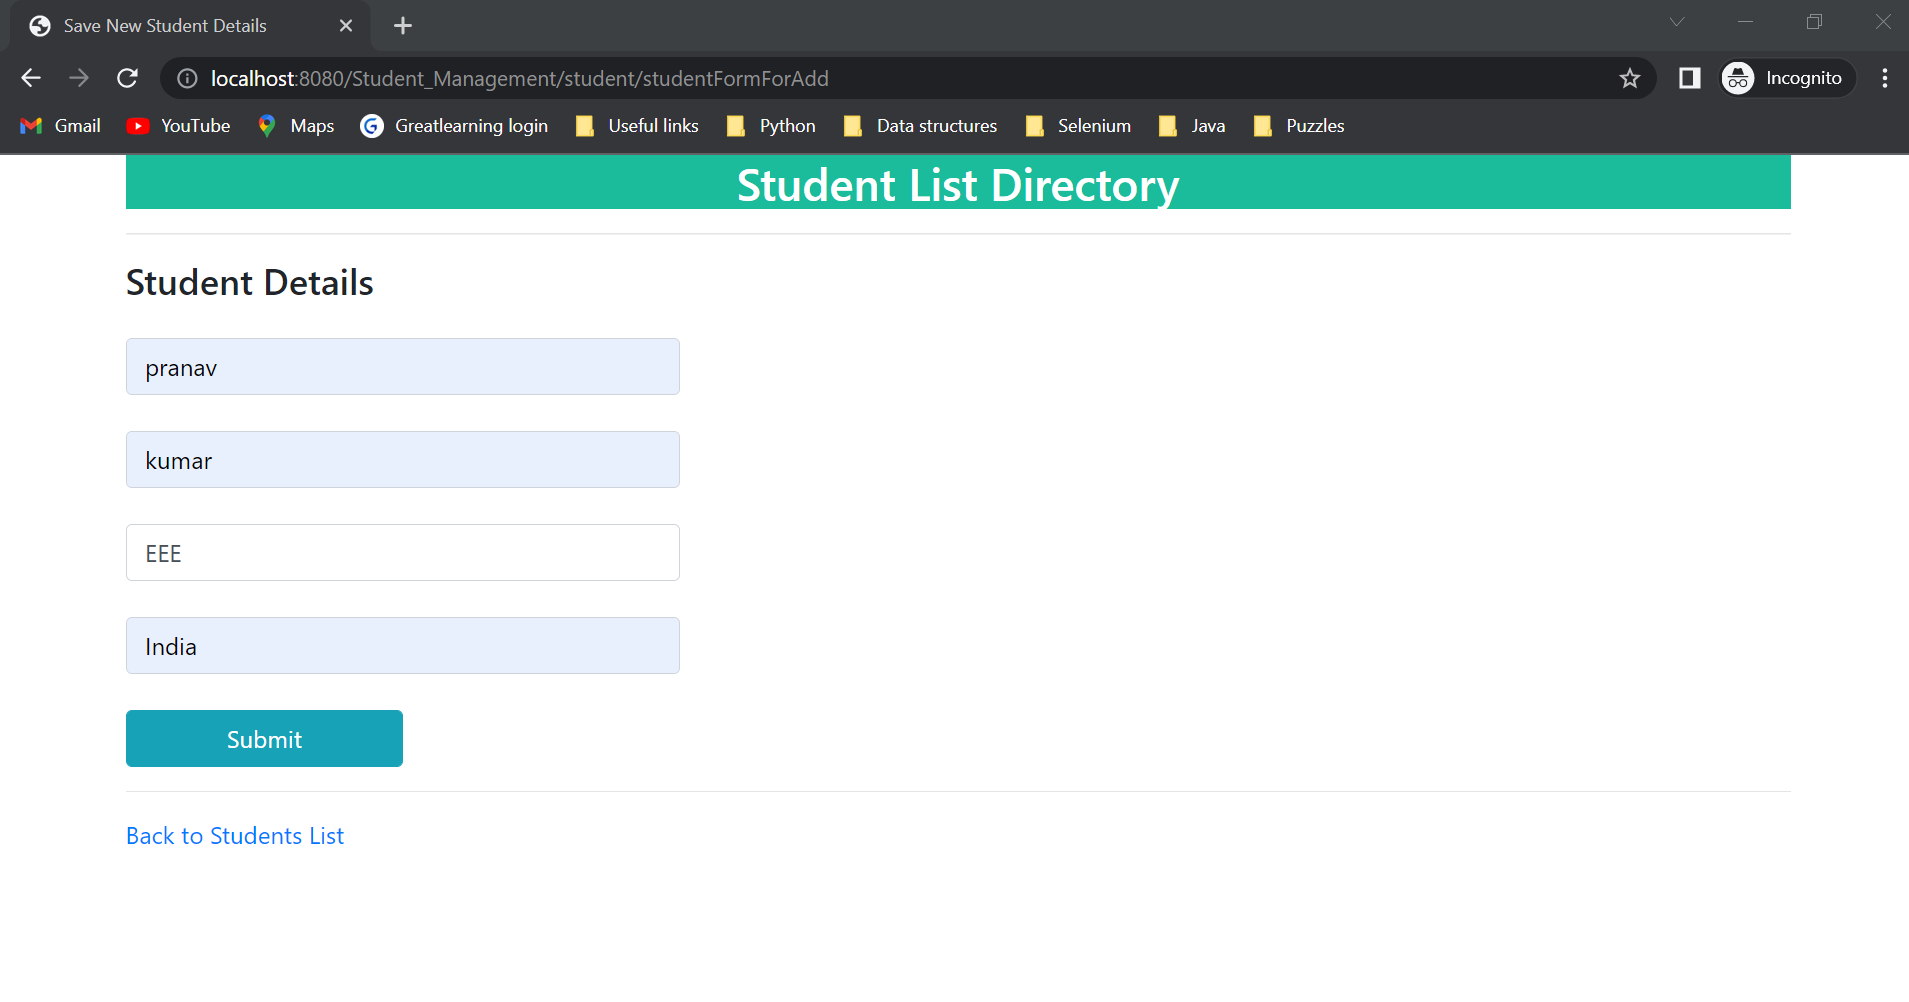 Save New Student Details
localhost:8080/Student_Management/student/studentFormForAdd
Incognito
Gmail YouTube Maps Greatlearning login Useful links Python Data structures Selenium Java Puzzles
Student List Directory
Student Details
pranav
kumar
EEE
India
Submit
Back to Students List